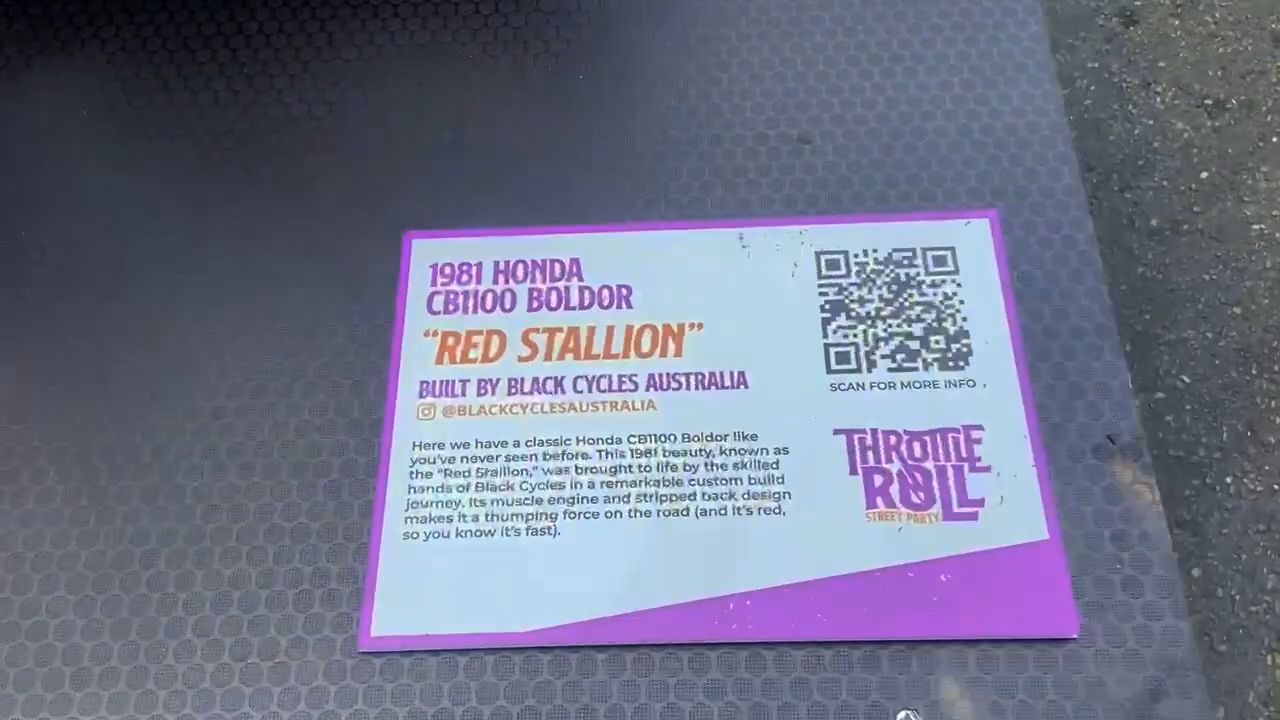 1981 HONDA
CB1100 BOLDOR
"RED STALLION"
BUILT BY BLACK CYCLES AUSTRALIA
@BLACKCYCLESAUSTRALIA
Here we have a classic Honda CB1100 Boldor like
you've never seen before. This 1981 beauty, known as
the "Red Stallion," was brought to life by the skilled
hands of Black Cycles in a remarkable custom build
journey. Its muscle engine and stripped back design
makes it a thumping force on the road (and it's red,
so you know it's fast).
SCAN FOR MORE INFO
THROTTLE
ROLL
STREET PARTY